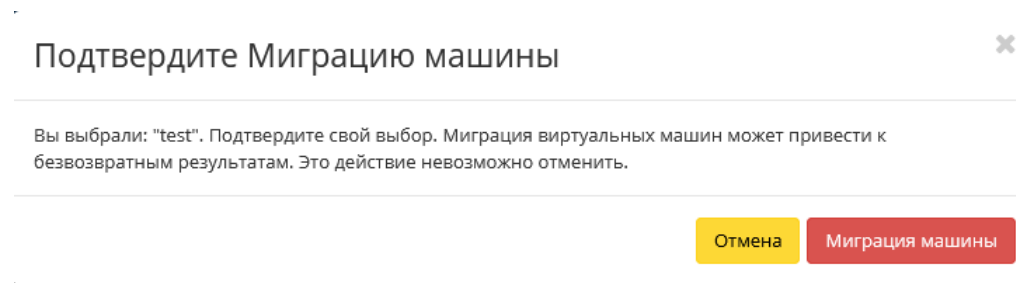 Подтвердите Миграцию машины
Вы выбрали: "test". Подтвердите свой выбор. Миграция виртуальных машин может привести к
безвозвратным результатам. Это действие невозможно отменить.
Отмена
Миграция машины